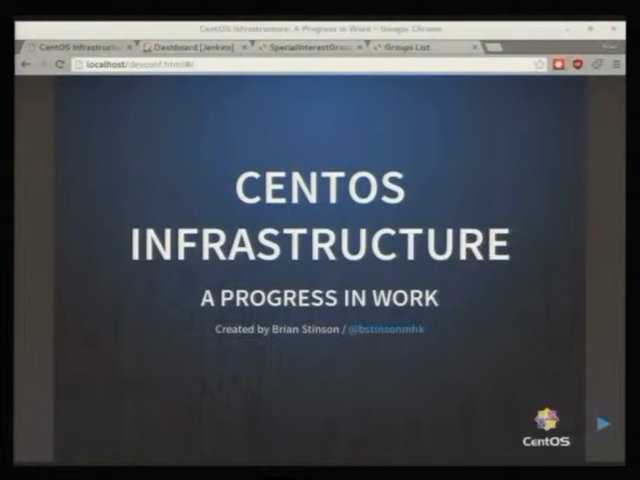 CentOS Infrastructure: A Progress in Work - Google Chrome
CentOS Infrastructu
Dashboard [Jenkins]
SpecialInterestGrou
Groups List
localhost/devconf.html#/
CENTOS
INFRASTRUCTURE
A PROGRESS IN WORK
Created by Brian Stinson / @bstinsonmhk
CentOS